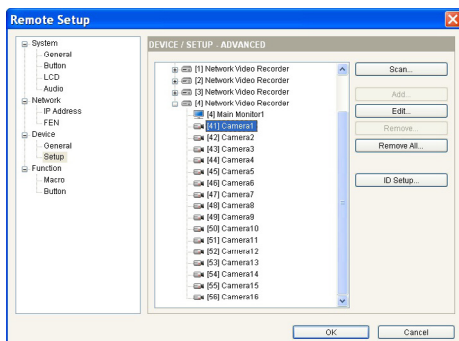 Remote Setup
System
General
Button
LCD
Audio
Network
IP Address
FEN
Device
General
Setup
Function
Macro
Button
DEVICE / SETUP - ADVANCED
[1] Network Video Recorder
[2] Network Video Recorder
[3] Network Video Recorder
[4] Network Video Recorder
[4] Main Monitor1
[41] Camera1
[42] Camera2
[43] Camera3
[44] Camera4
[45] Camera5
[46] Camera6
[47] Camera7
[48] Camera8
[49] Camera9
[50] Camera10
[51] Camera11
[52] Camera12
[53] Camera13
[54] Camera14
[55] Camera15
[56] Camera16
Scan...
Add...
Edit...
Remove...
Remove All...
ID Setup...
OK
Cancel